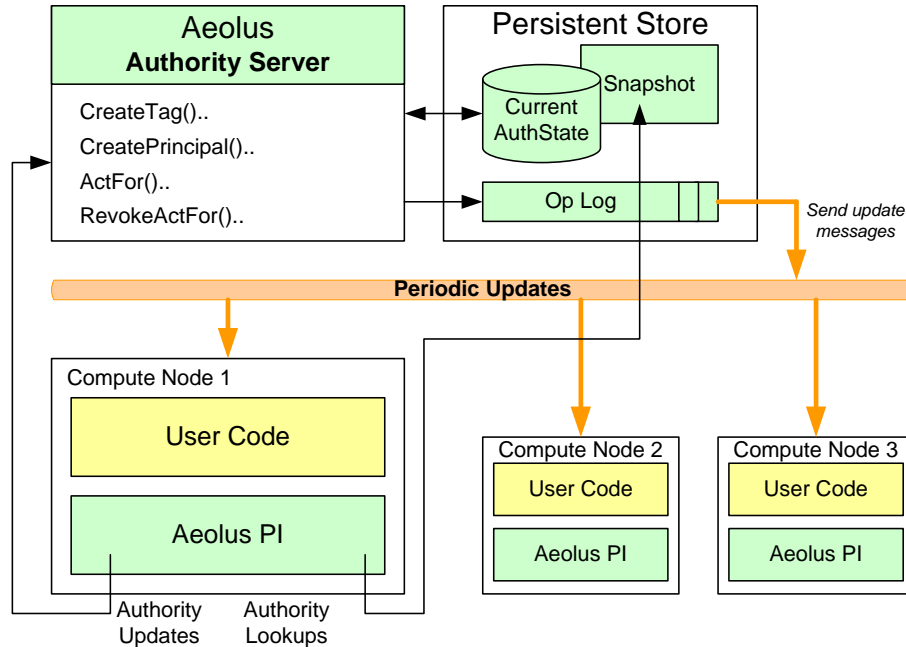 Aeolus
Authority Server
CreateTag()..
CreatePrincipal()..
ActFor()..
RevokeActFor()..
Persistent Store
Current
AuthState
Snapshot
Op Log
Send update
messages
Periodic Updates
Compute Node 1
User Code
Aeolus PI
Authority
Updates
Authority
Lookups
Compute Node 2
User Code
Aeolus PI
Compute Node 3
User Code
Aeolus PI